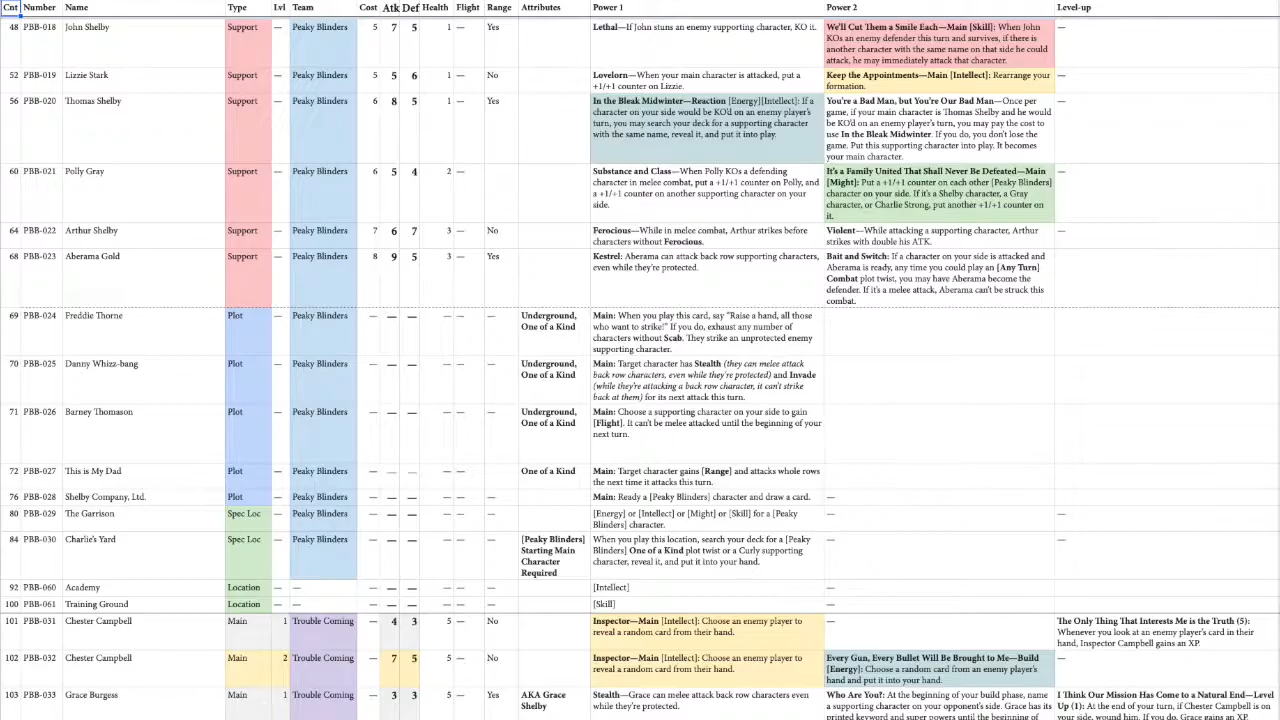 Cnt Number Name Type Lvl Team Cost Atk Def Health Flight Range Attributes Power 1 Power 2 Level-up
48 PBB-018 John Shelby Support — Peaky Blinders 5 7 5 1 — Yes Lethal—If John stuns an enemy supporting character, KO it. We'll Cut Them a Smile Each—Main [Skill]: When John —
KOs an enemy defender this turn and survives, if there is
another character with the same name on that side he could
attack, he may immediately attack that character.
52 PBB-019 Lizzie Stark Support — Peaky Blinders 5 5 6 1 — No Lovelorn—When your main character is attacked, put a Keep the Appointments—Main [Intellect]: Rearrange your —
+1/+1 counter on Lizzie. formation.
56 PBB-020 Thomas Shelby Support — Peaky Blinders 6 8 5 1 — Yes In the Bleak Midwinter—Reaction [Energy][Intellect]: If a You're a Bad Man, but You're Our Bad Man—Once per —
character on your side would be KO'd on an enemy player's game, if your main character is Thomas Shelby and he would
turn, you may search your deck for a supporting character be KO'd on an enemy player's turn, you may pay the cost to
with the same name, reveal it, and put it into play. use In the Bleak Midwinter. If you do, you don't lose the
game. Put this supporting character into play. It becomes
your main character.
60 PBB-021 Polly Gray Support — Peaky Blinders 6 5 4 2 — Substance and Class—When Polly KOs a defending It's a Family United That Shall Never Be Defeated—Main —
character in melee combat, put a +1/+1 counter on Polly, and [Might]: Put a +1/+1 counter on each other [Peaky Blinders]
a +1/+1 counter on another supporting character on your character on your side. If it's a Shelby character, a Gray
side. character, or Charlie Strong, put another +1/+1 counter on
it.
64 PBB-022 Arthur Shelby Support — Peaky Blinders 7 6 7 3 — No Ferocious—While in melee combat, Arthur strikes before Violent—While attacking a supporting character, Arthur —
characters without Ferocious. strikes with double his ATK.
68 PBB-023 Aberama Gold Support — Peaky Blinders 8 9 5 3 — Yes Kestrel: Aberama can attack back row supporting characters, Bait and Switch: If a character on your side is attacked and —
even while they're protected. Aberama is ready, any time you could play an [Any Turn]
Combat plot twist, you may have Aberama become the
defender. If it's a melee attack, Aberama can't be struck this
combat.
69 PBB-024 Freddie Thorne Plot — Peaky Blinders — — — — — — Underground, Main: When you play this card, say "Raise a hand, all those
One of a Kind who want to strike!" If you do, exhaust any number of
characters without Scab. They strike an unprotected enemy
supporting character.
70 PBB-025 Danny Whizz-bang Plot — Peaky Blinders — — — — — — Underground, Main: Target character has Stealth (they can melee attack
One of a Kind back row characters, even while they're protected) and Invade
(while they're attacking a back row character, it can't strike
back at them) for its next attack this turn.
71 PBB-026 Barney Thomason Plot — Peaky Blinders — — — — — — Underground, Main: Choose a supporting character on your side to gain
One of a Kind [Flight]. It can't be melee attacked until the beginning of your
next turn.
72 PBB-027 This is My Dad Plot — Peaky Blinders — — — — — — One of a Kind Main: Target character gains [Range] and attacks whole rows
the next time it attacks this turn.
76 PBB-028 Shelby Company, Ltd. Plot — Peaky Blinders — — — — — — Main: Ready a [Peaky Blinders] character and draw a card. —
80 PBB-029 The Garrison Spec Loc — Peaky Blinders — — — — — — [Energy] or [Intellect] or [Might] or [Skill] for a [Peaky — —
Blinders] character.
84 PBB-030 Charlie's Yard Spec Loc — Peaky Blinders — — — — — — [Peaky Blinders] When you play this location, search your deck for a [Peaky — —
Starting Main Blinders] One of a Kind plot twist or a Curly supporting
Character character, reveal it, and put it into your hand.
Required
92 PBB-060 Academy Location — — — — — — — — [Intellect]
100 PBB-061 Training Ground Location — — — — — — — — [Skill]
101 PBB-031 Chester Campbell Main 1 Trouble Coming — 4 3 5 — No Inspector—Main [Intellect]: Choose an enemy player to — The Only Thing That Interests Me is the Truth (5):
reveal a random card from their hand. Whenever you look at an enemy player's card in their
hand, Inspector Campbell gains an XP.
102 PBB-032 Chester Campbell Main 2 Trouble Coming — 7 5 5 — No Inspector—Main [Intellect]: Choose an enemy player to Every Gun, Every Bullet Will Be Brought to Me—Build —
reveal a random card from their hand. [Energy]: Choose a random card from an enemy player's
hand and put it into your hand.
103 PBB-033 Grace Burgess Main 1 Trouble Coming — 3 3 5 — Yes AKA Grace Stealth—Grace can melee attack back row characters even Who Are You?: At the beginning of your build phase, name I Think Our Mission Has Come to a Natural End—Level
Shelby while they're protected. a supporting character on your opponent's side. Grace has its Up (1): At the end of your turn, if Chester Campbell is on
printed keyword and super powers until the beginning of your side, wound him. If you do, Grace gains an XP.